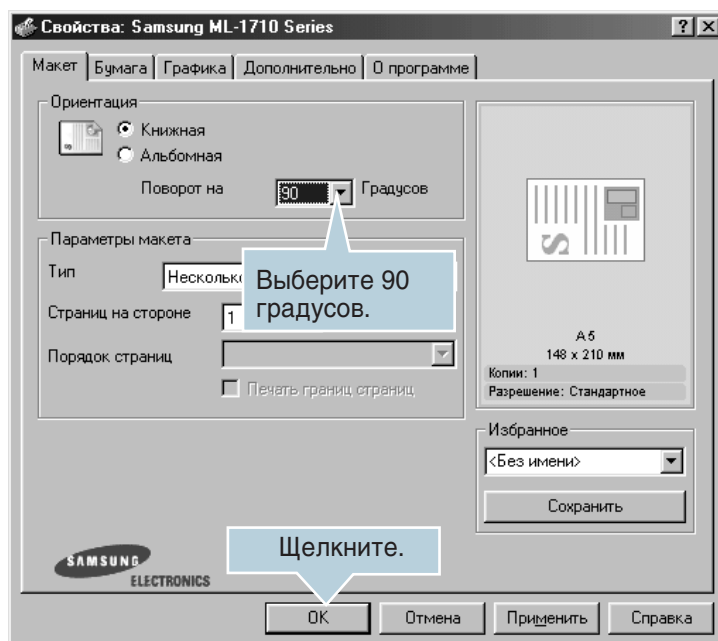 Свойства: Samsung ML-1710 Series
Макет Бумага Графика Дополнительно О программе
Ориентация
Книжная
Альбомная
Поворот на 90 Градусов
Параметры макета
Тип
Выберите 90
градусов.
Страниц на стороне 1
Порядок страниц
Печать границ страниц
A5
148 x 210 мм
Копии: 1
Разрешение: Стандартное
Избранное
<Без имени>
Сохранить
SAMSUNG
ELECTRONICS
Щелкните.
OK Отмена Применить Справка